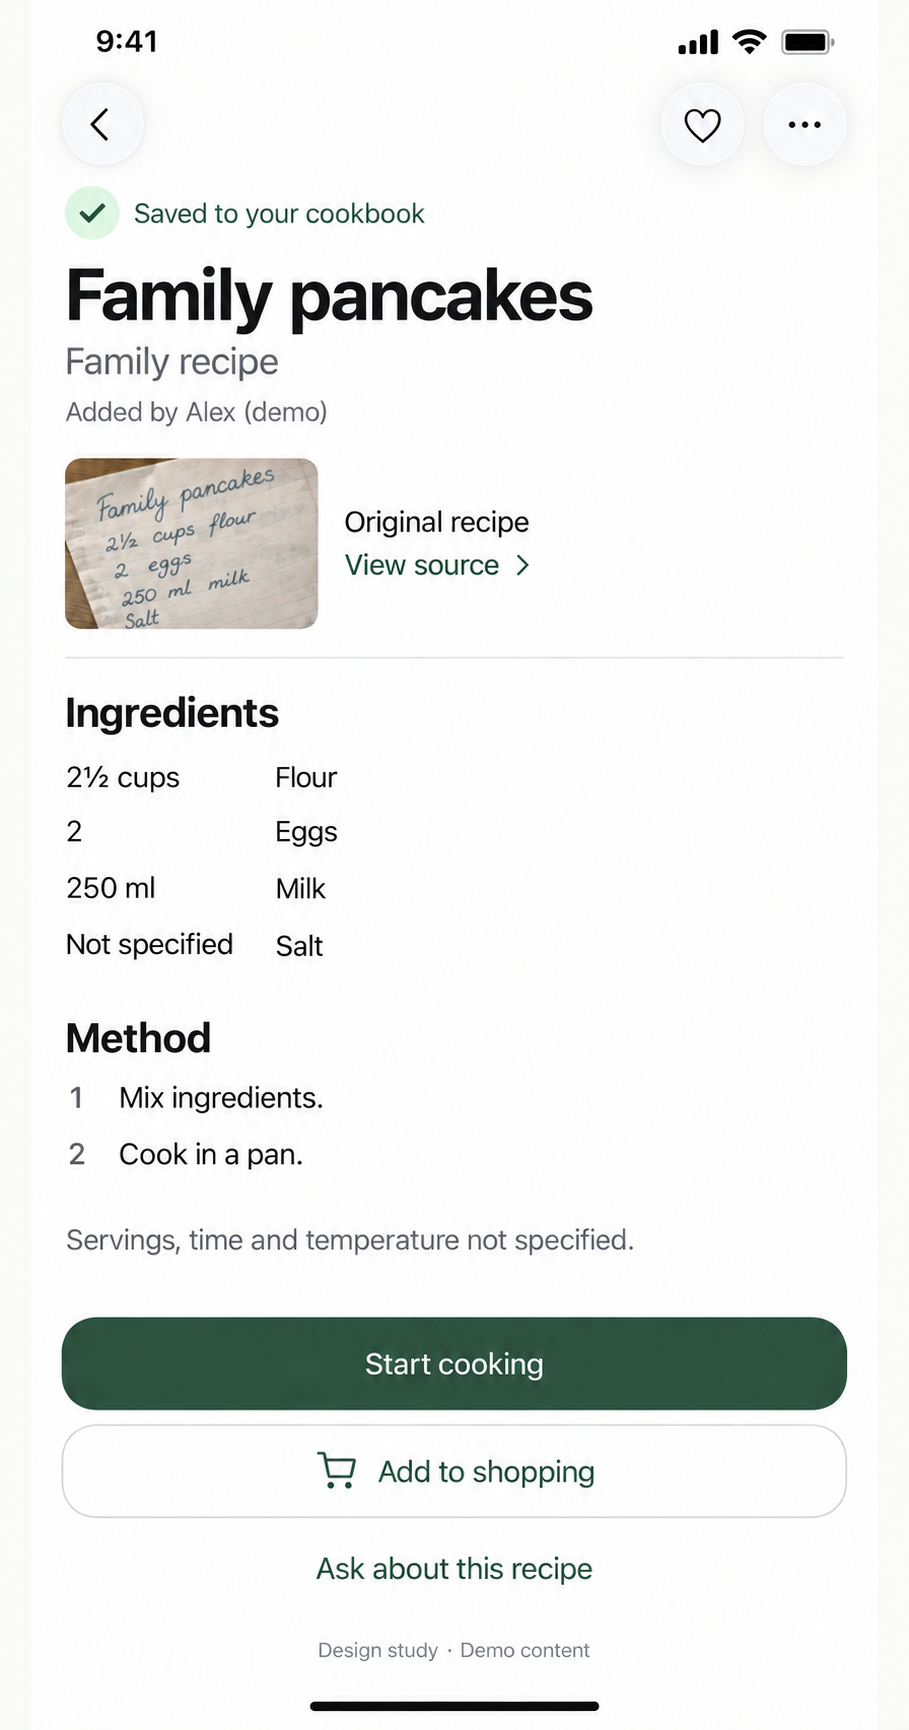 9:41
Saved to your cookbook
Family pancakes
Family recipe
Added by Alex (demo)
Family pancakes
2½ cups flour
2 eggs
250 ml milk
Salt
Original recipe
View source
Ingredients
2½ cups Flour
2 Eggs
250 ml Milk
Not specified Salt
Method
1 Mix ingredients.
2 Cook in a pan.
Servings, time and temperature not specified.
Start cooking
Add to shopping
Ask about this recipe
Design study · Demo content